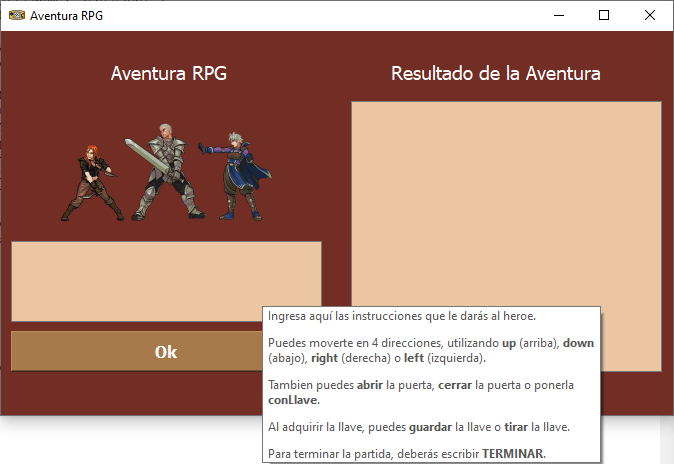 Aventura RPG
Aventura RPG
Resultado de la Aventura
Ok
Ingresa aquí las instrucciones que le darás al heroe.
Puedes moverte en 4 direcciones, utilizando up (arriba), down
(abajo), right (derecha) o left (izquierda).
Tambien puedes abrir la puerta, cerrar la puerta o ponerla
conLlave.
Al adquirir la llave, puedes guardar la llave o tirar la llave.
Para terminar la partida, deberás escribir TERMINAR.